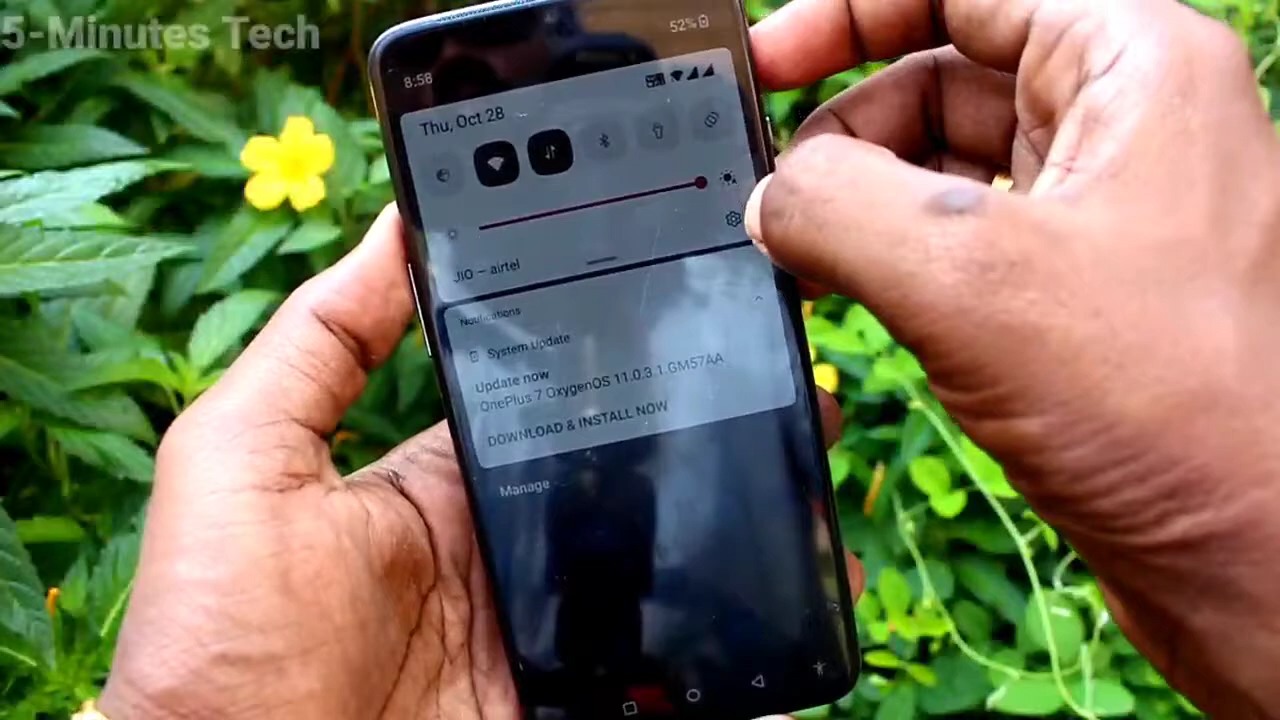 5-Minutes Tech
52%
8:58
Thu, Oct 28
JIO — airtel
Notifications
System Update
Update now
OnePlus 7 OxygenOS 11.0.3.1.GM57AA
DOWNLOAD & INSTALL NOW
Manage